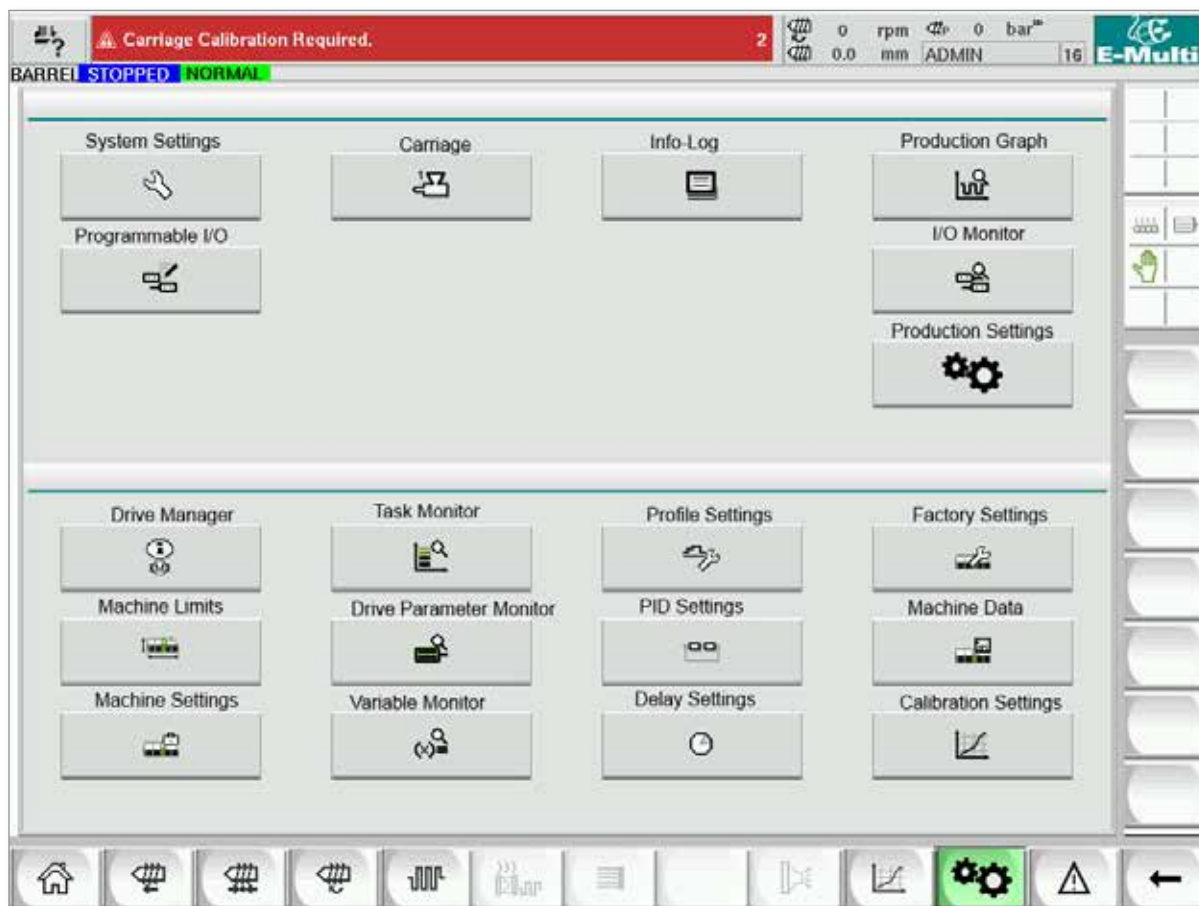 Carriage Calibration Required. 2
0 rpm 0 bar
0.0 mm ADMIN 16
E-Multi
BARREL STOPPED NORMAL
System Settings Carriage Info-Log Production Graph
Programmable I/O I/O Monitor
Production Settings
Drive Manager Task Monitor Profile Settings Factory Settings
Machine Limits Drive Parameter Monitor PID Settings Machine Data
Machine Settings Variable Monitor Delay Settings Calibration Settings